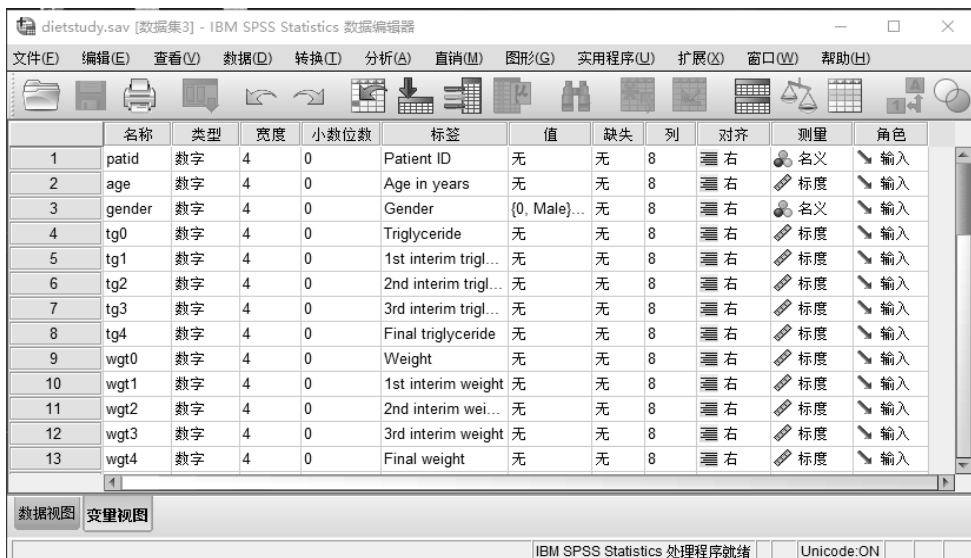 dietstudy.sav [数据集3] - IBM SPSS Statistics 数据编辑器
文件(F) 编辑(E) 查看(V) 数据(D) 转换(T) 分析(A) 直销(M) 图形(G) 实用程序(U) 扩展(X) 窗口(W) 帮助(H)
名称 类型 宽度 小数位数 标签 值 缺失 列 对齐 测量 角色
1 patid 数字 4 0 Patient ID 无 无 8 右 名义 输入
2 age 数字 4 0 Age in years 无 无 8 右 标度 输入
3 gender 数字 4 0 Gender {0, Male}... 无 8 右 名义 输入
4 tg0 数字 4 0 Triglyceride 无 无 8 右 标度 输入
5 tg1 数字 4 0 1st interim trigl... 无 无 8 右 标度 输入
6 tg2 数字 4 0 2nd interim trigl... 无 无 8 右 标度 输入
7 tg3 数字 4 0 3rd interim trigl... 无 无 8 右 标度 输入
8 tg4 数字 4 0 Final triglyceride 无 无 8 右 标度 输入
9 wgt0 数字 4 0 Weight 无 无 8 右 标度 输入
10 wgt1 数字 4 0 1st interim weight 无 无 8 右 标度 输入
11 wgt2 数字 4 0 2nd interim wei... 无 无 8 右 标度 输入
12 wgt3 数字 4 0 3rd interim weight 无 无 8 右 标度 输入
13 wgt4 数字 4 0 Final weight 无 无 8 右 标度 输入
数据视图 变量视图
IBM SPSS Statistics 处理程序就绪 Unicode:ON